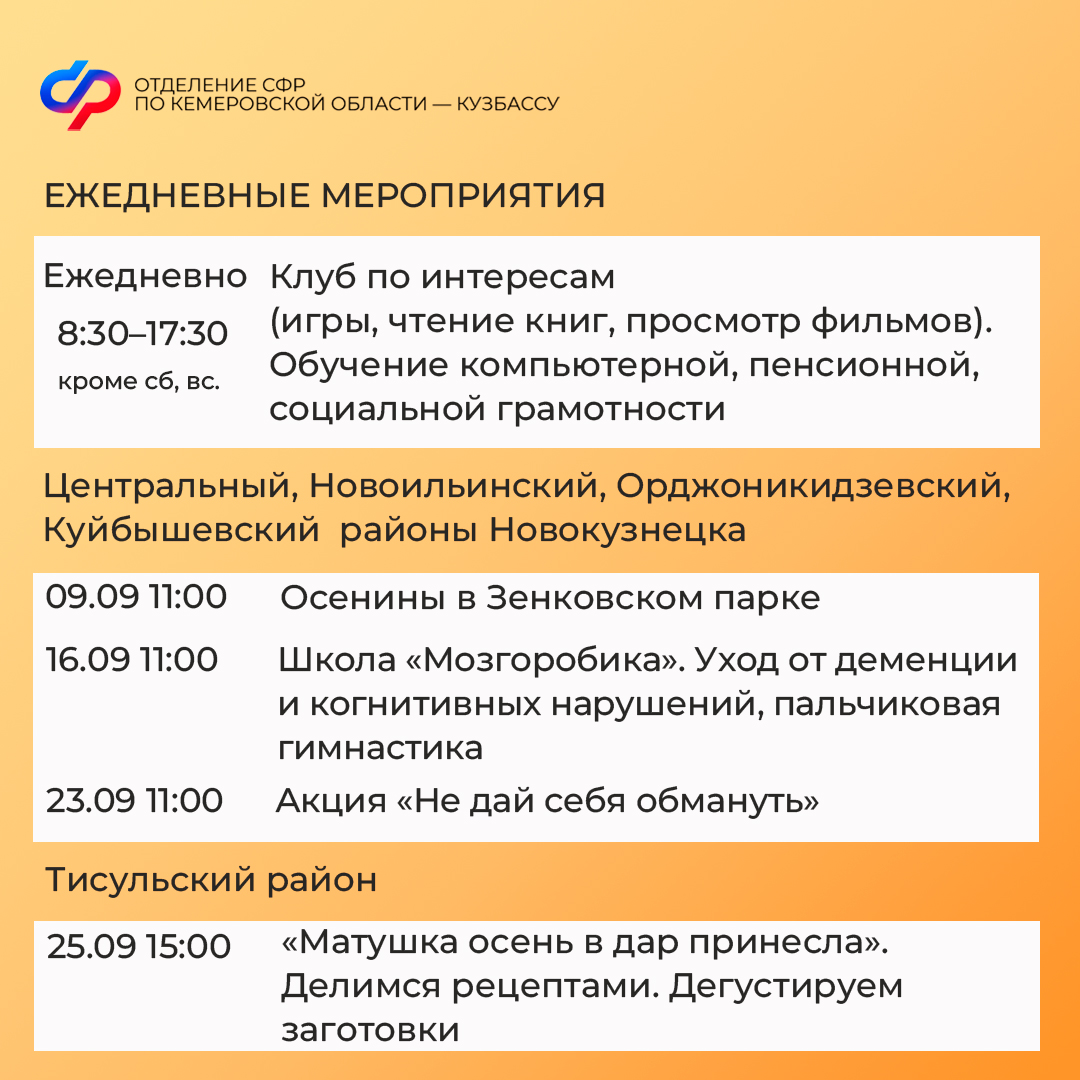 ОТДЕЛЕНИЕ СФР
ПО КЕМЕРОВСКОЙ ОБЛАСТИ — КУЗБАССУ
ЕЖЕДНЕВНЫЕ МЕРОПРИЯТИЯ
Ежедневно
8:30–17:30
кроме сб, вс.
Клуб по интересам
(игры, чтение книг, просмотр фильмов).
Обучение компьютерной, пенсионной,
социальной грамотности
Центральный, Новоильинский, Орджоникидзевский,
Куйбышевский районы Новокузнецка
09.09 11:00 Осенины в Зенковском парке
16.09 11:00 Школа «Мозгоробика». Уход от деменции
и когнитивных нарушений, пальчиковая
гимнастика
23.09 11:00 Акция «Не дай себя обмануть»
Тисульский район
25.09 15:00 «Матушка осень в дар принесла».
Делимся рецептами. Дегустируем
заготовки